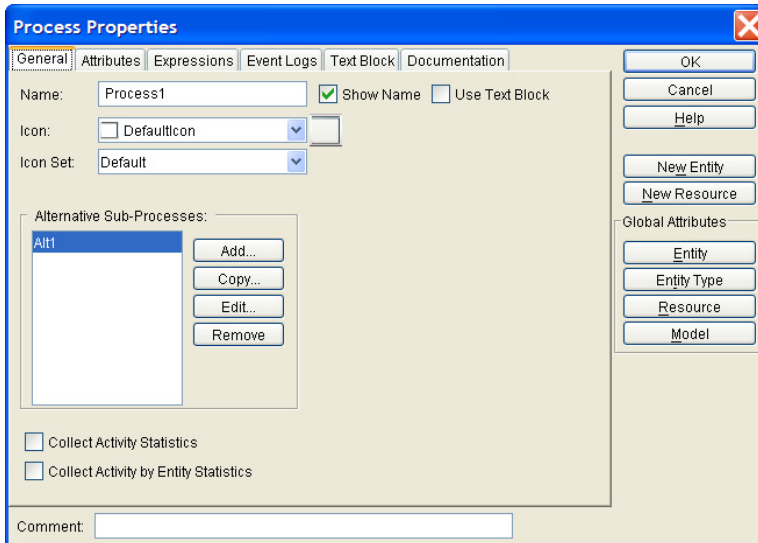 Process Properties
General Attributes Expressions Event Logs Text Block Documentation
OK
Name: Process1 Show Name Use Text Block
Cancel
Help
Icon: DefaultIcon
Icon Set: Default
New Entity
New Resource
Alternative Sub-Processes:
Global Attributes
Alt1
Add...
Entity
Copy...
Entity Type
Edit...
Resource
Remove
Model
Collect Activity Statistics
Collect Activity by Entity Statistics
Comment: